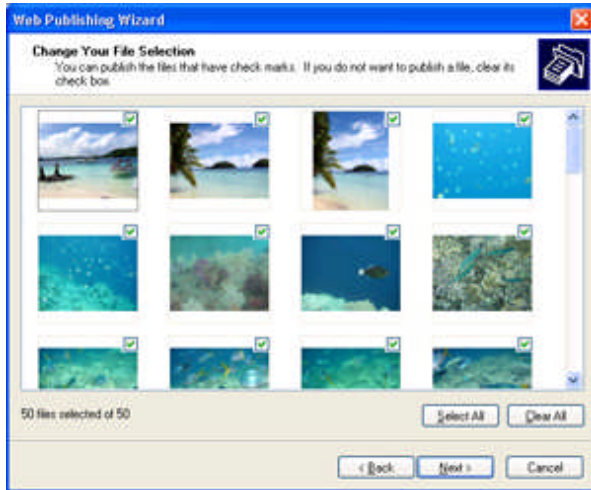 Web Publishing Wizard
Change Your File Selection
You can publish the files that have check marks. If you do not want to publish a file, clear its
check box.
50 files selected of 50
Select All
Clear All
< Back
Next >
Cancel